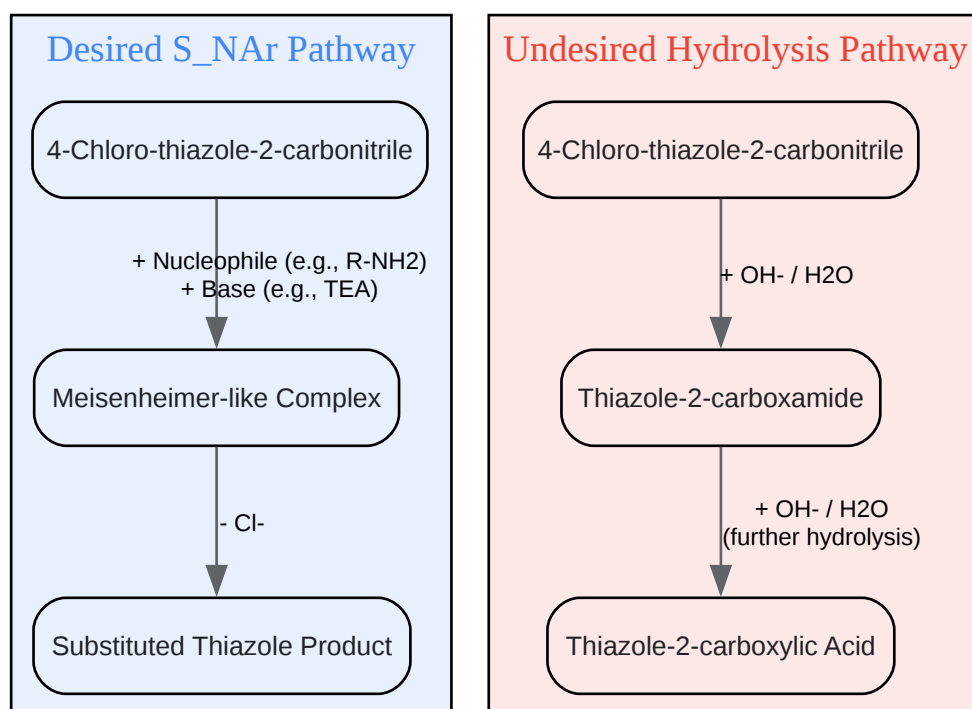 Desired S_NAr Pathway
4-Chloro-thiazole-2-carbonitrile
+ Nucleophile (e.g., R-NH2)
+ Base (e.g., TEA)
Meisenheimer-like Complex
- Cl-
Substituted Thiazole Product
Undesired Hydrolysis Pathway
4-Chloro-thiazole-2-carbonitrile
+ OH- / H2O
Thiazole-2-carboxamide
+ OH- / H2O
(further hydrolysis)
Thiazole-2-carboxylic Acid